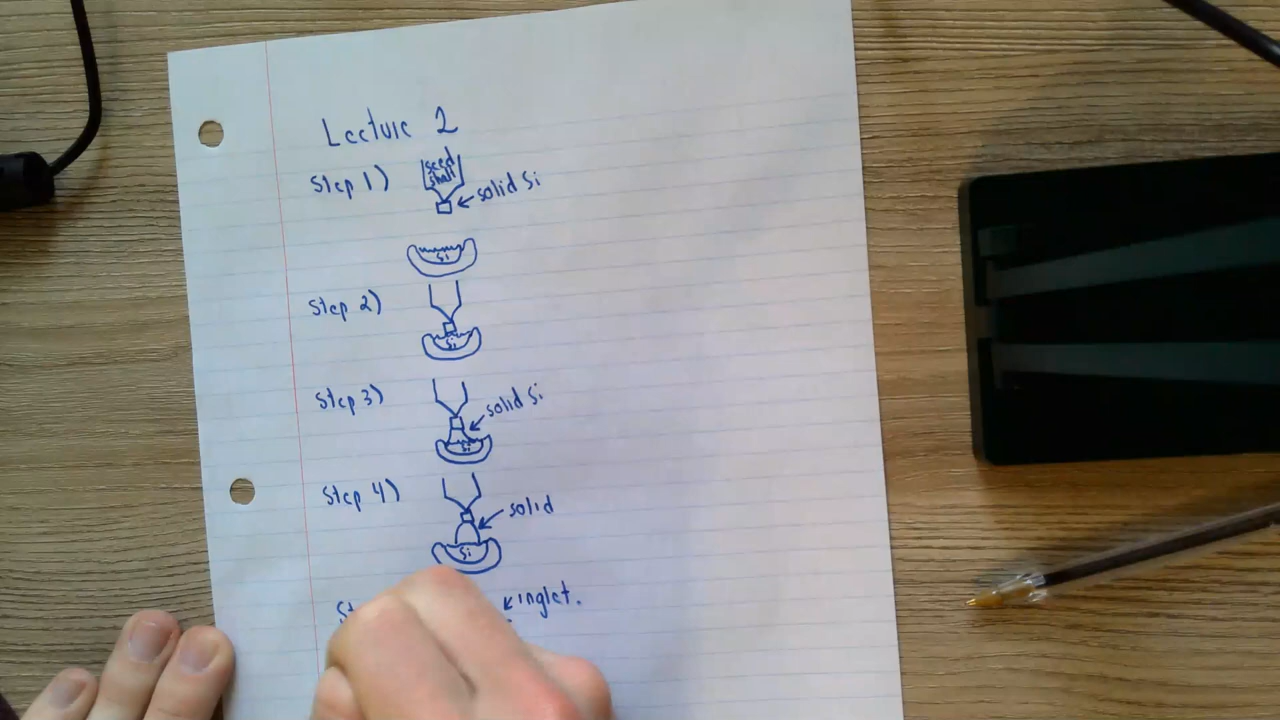 Lecture 2
Step 1) seed shaft solid Si
Si
Step 2)
Si
Step 3) solid Si
Si
Step 4) solid
Si
inglet.